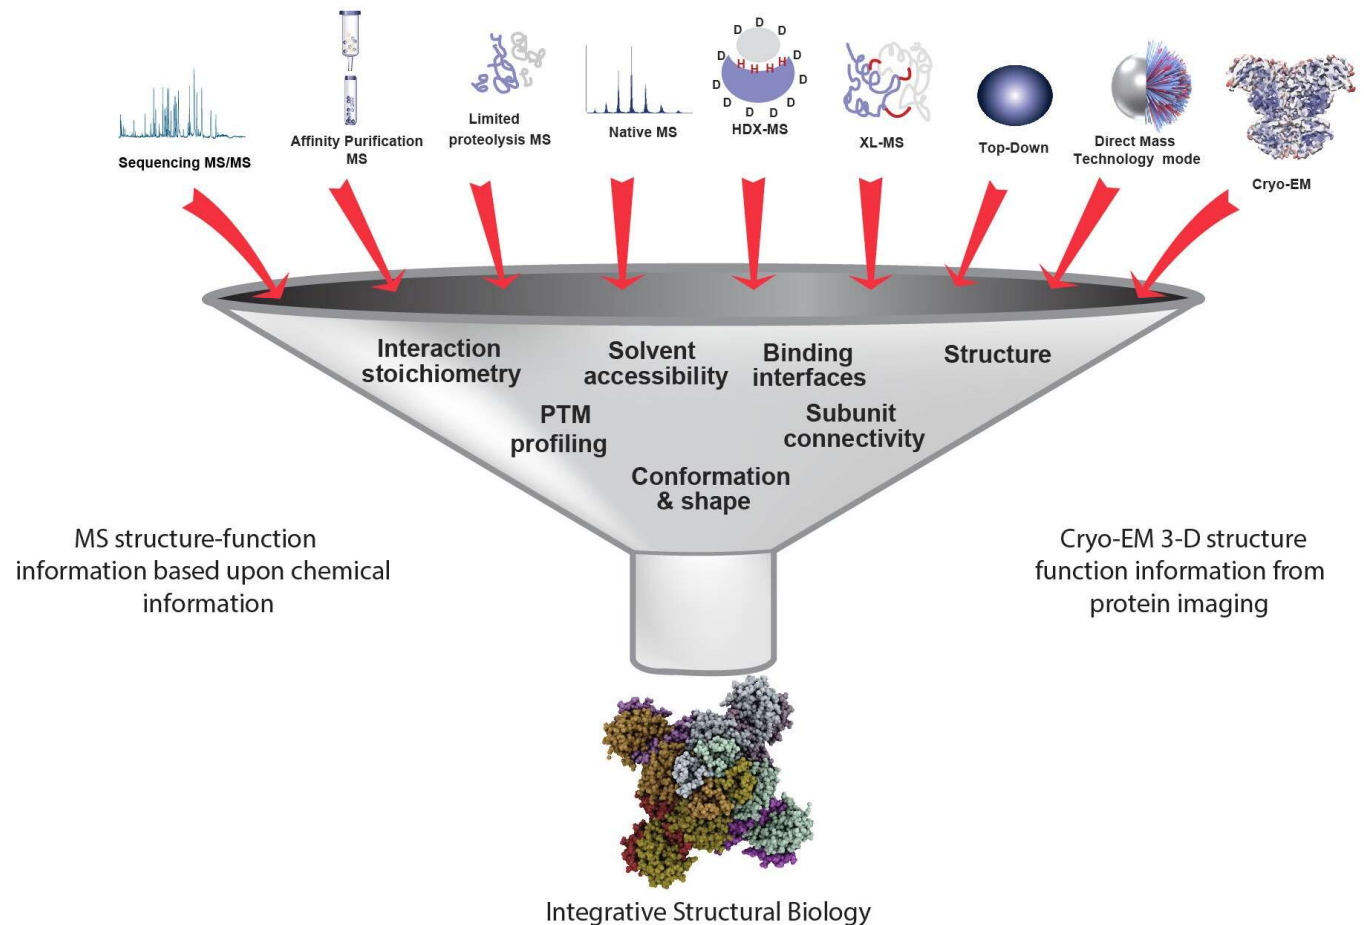 Sequencing MS/MS
Affinity Purification
MS
Limited
proteolysis MS
Native MS
D
D
D
D
D
H
H
H
H
D
D
D
D
D
D
D
HDX-MS
XL-MS
Top-Down
Direct Mass
Technology mode
Cryo-EM
Interaction
stoichiometry
Solvent
accessibility
Binding
interfaces
Structure
PTM
profiling
Subunit
connectivity
Conformation
& shape
MS structure-function
information based upon chemical
information
Cryo-EM 3-D structure
function information from
protein imaging
Integrative Structural Biology